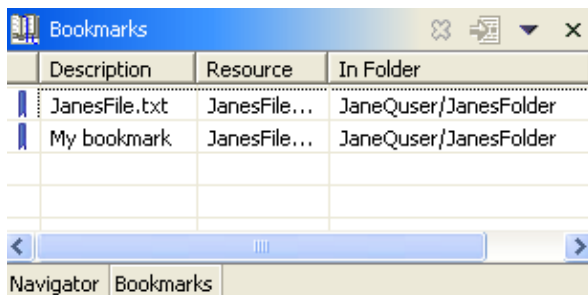 Bookmarks
Description Resource In Folder
JanesFile.txt JanesFile... JaneQuser/JanesFolder
My bookmark JanesFile... JaneQuser/JanesFolder
Navigator Bookmarks